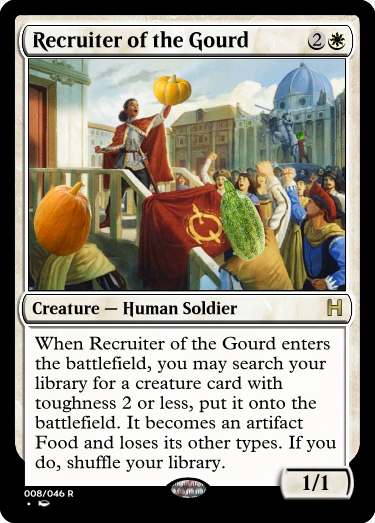 Recruiter of the Gourd 2
Creature — Human Soldier H
When Recruiter of the Gourd enters
the battlefield, you may search your
library for a creature card with
toughness 2 or less, put it onto the
battlefield. It becomes an artifact
Food and loses its other types. If you
do, shuffle your library.
1/1
008/046 R